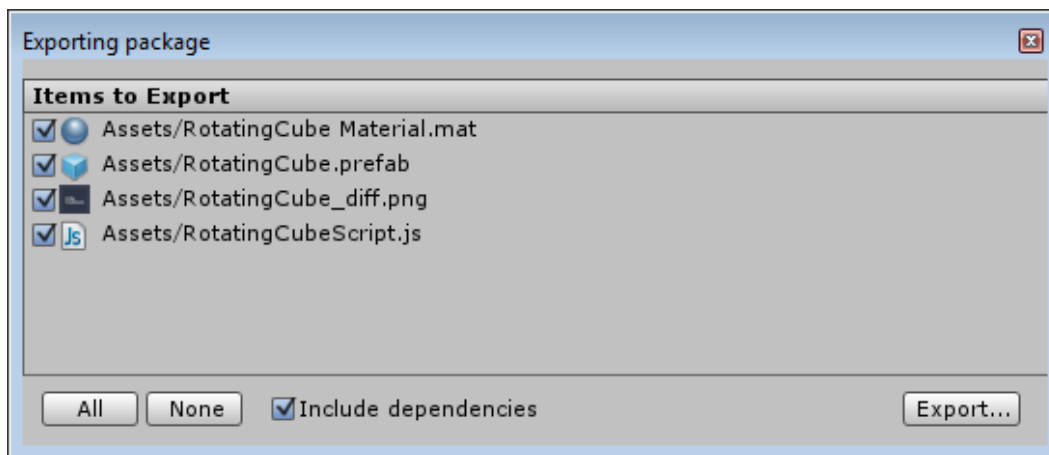 Exporting package
Items to Export
Assets/RotatingCube Material.mat
Assets/RotatingCube.prefab
Assets/RotatingCube_diff.png
Js Assets/RotatingCubeScript.js
All None Include dependencies Export...